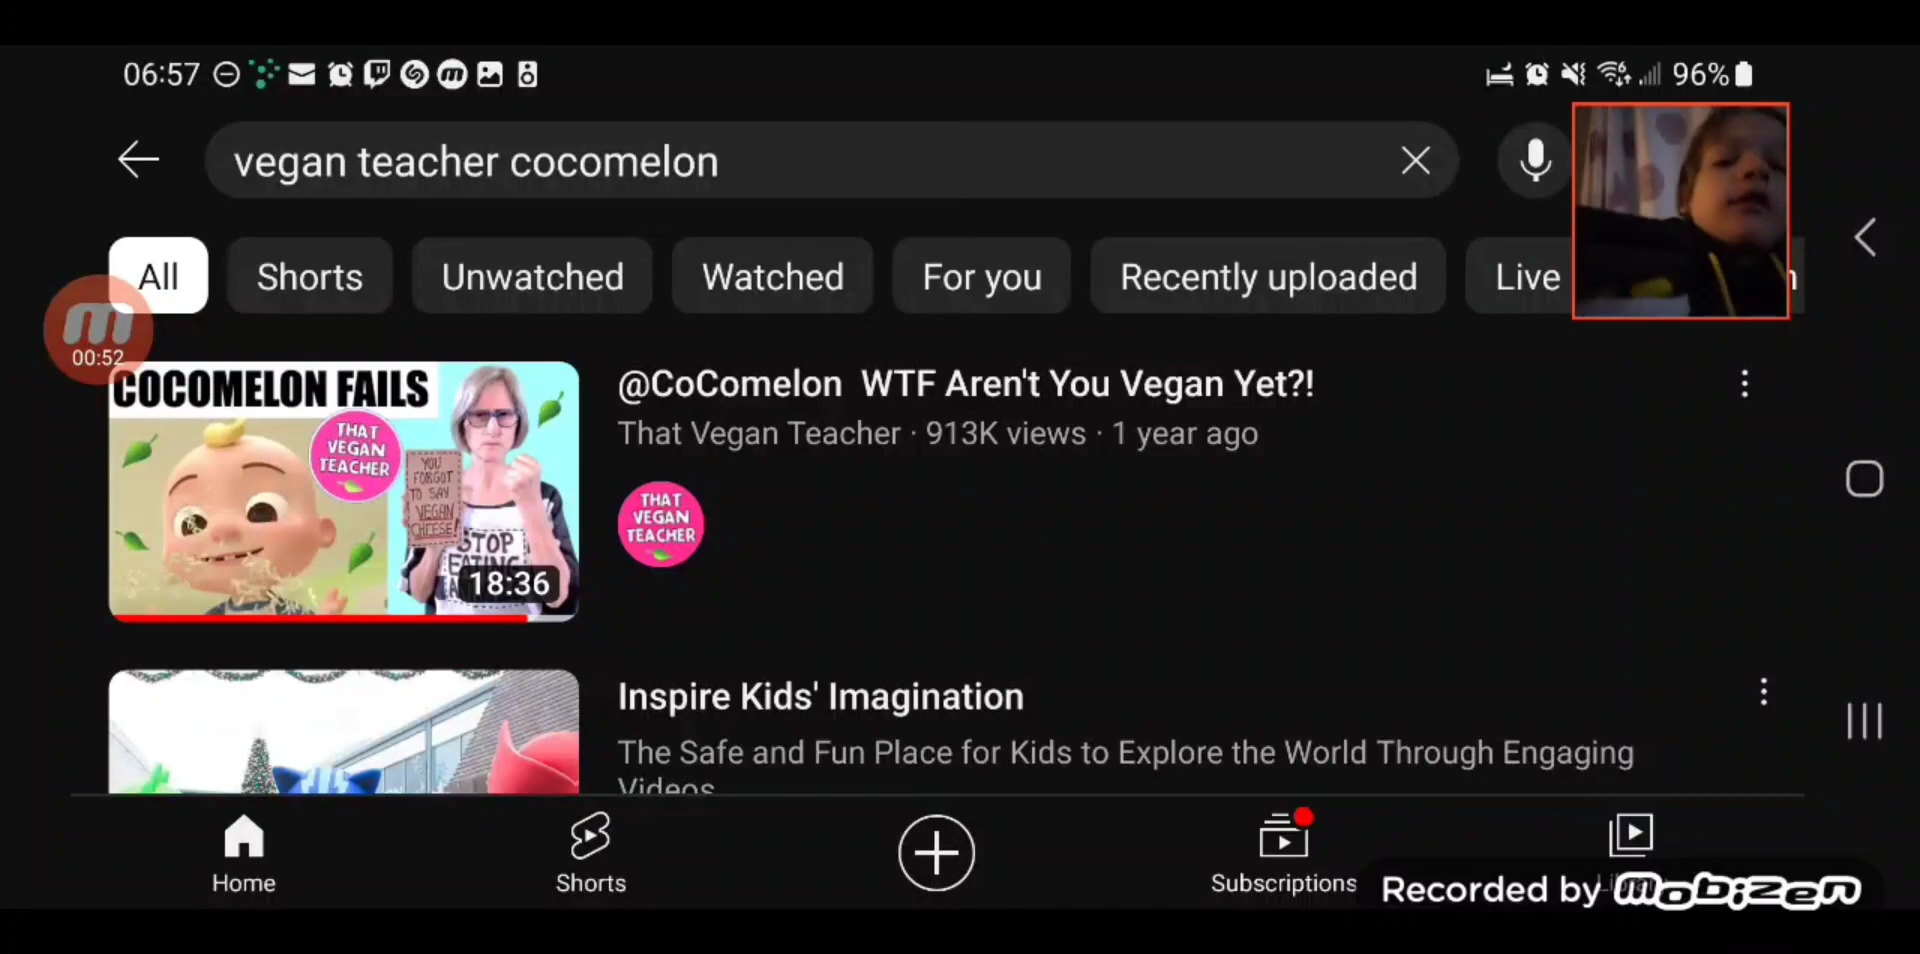 06:57
96%
vegan teacher cocomelon
All
Shorts
Unwatched
Watched
For you
Recently uploaded
Live
00:52
COCOMELON FAILS
THAT
VEGAN
TEACHER
YOU
FORGOT
TO SAY
VEGAN
CHEESE!
STOP
EATING
18:36
@CoComelon WTF Aren't You Vegan Yet?!
That Vegan Teacher · 913K views · 1 year ago
THAT
VEGAN
TEACHER
Inspire Kids' Imagination
The Safe and Fun Place for Kids to Explore the World Through Engaging
Videos
Home
Shorts
Subscriptions
Recorded by mobizen